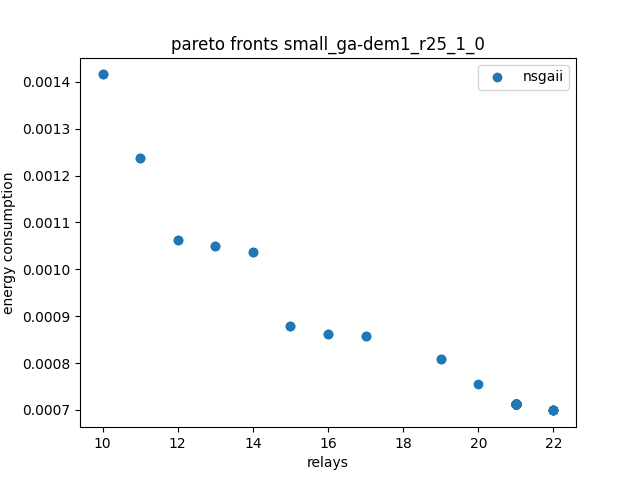 pareto fronts small_ga-dem1_r25_1_0
nsgaii
0.0014
0.0013
0.0012
0.0011
0.0010
0.0009
0.0008
0.0007
energy consumption
10 12 14 16 18 20 22
relays